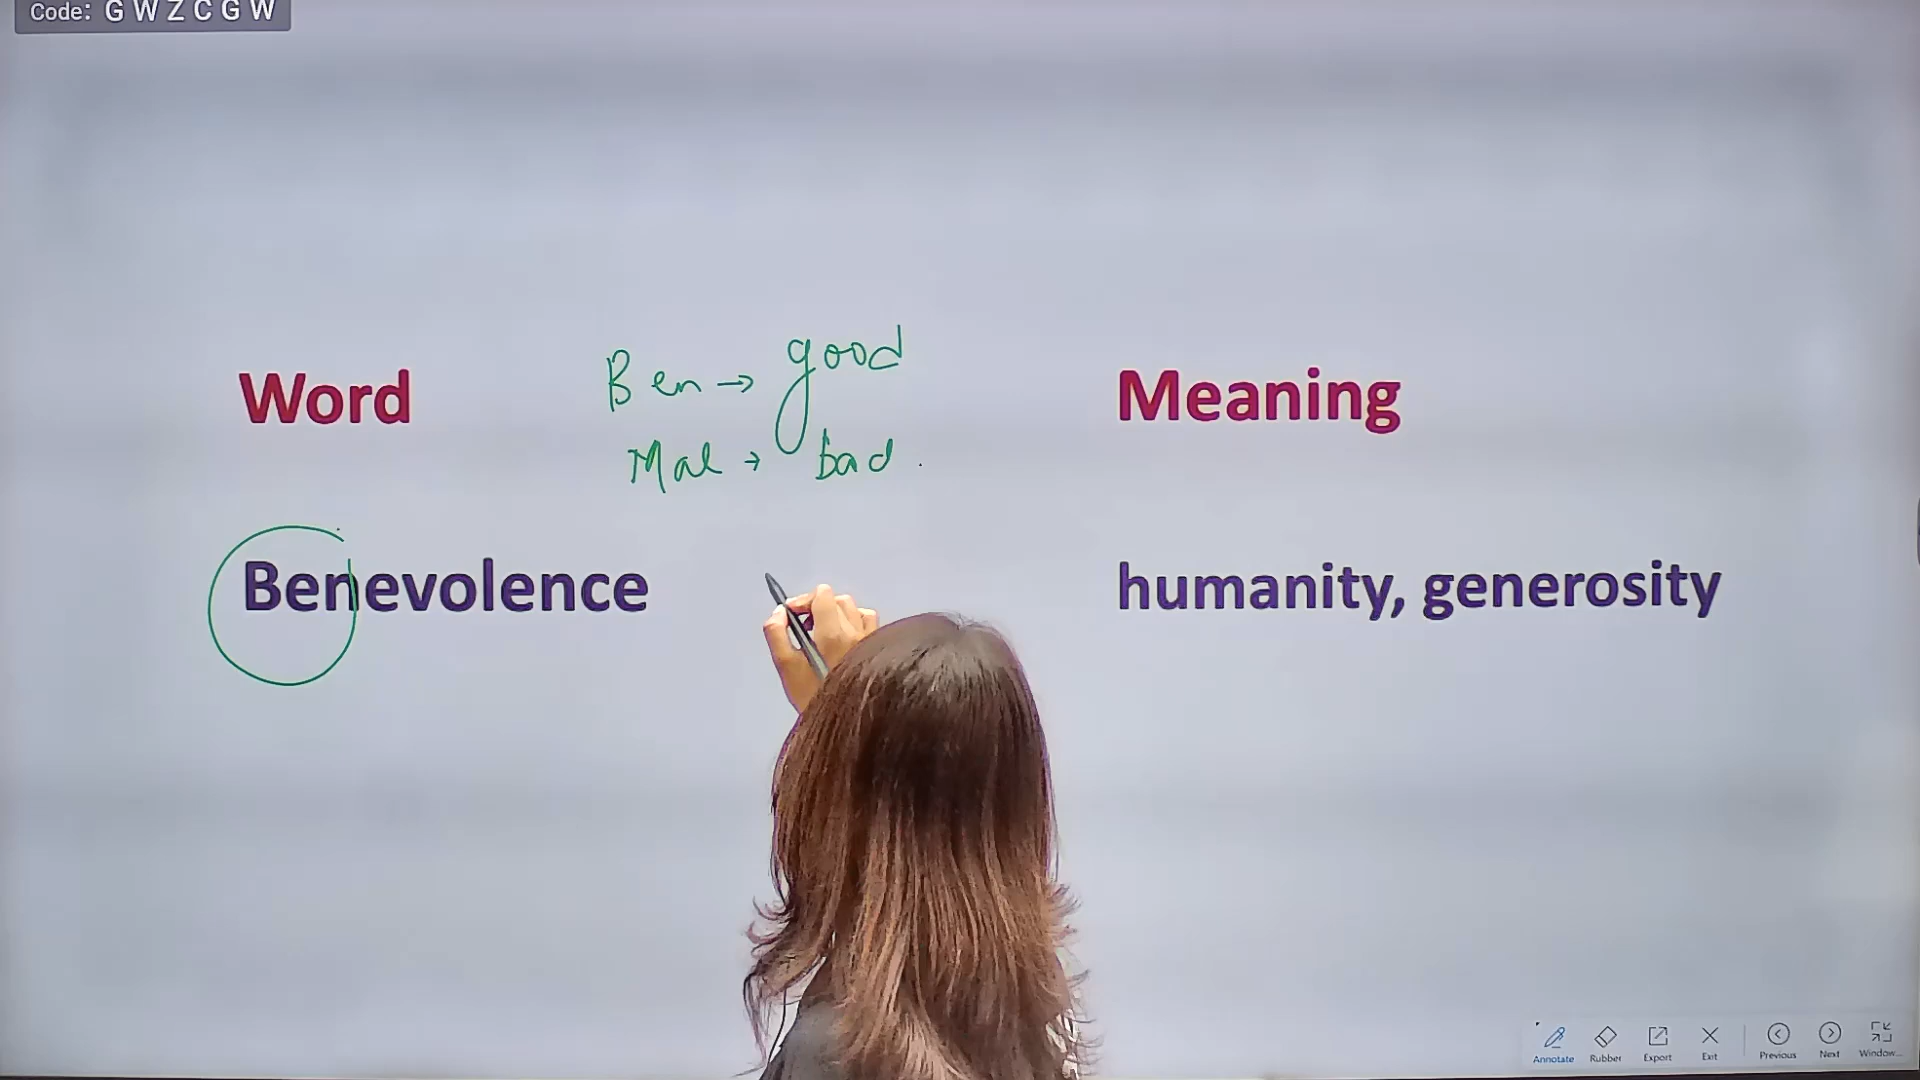 Code: G W Z C G W
Word
Ben → good
Mal → bad.
Meaning
Benevolence
humanity, generosity
Annotate
Rubber
Export
Exit
Previous
Next
Window...